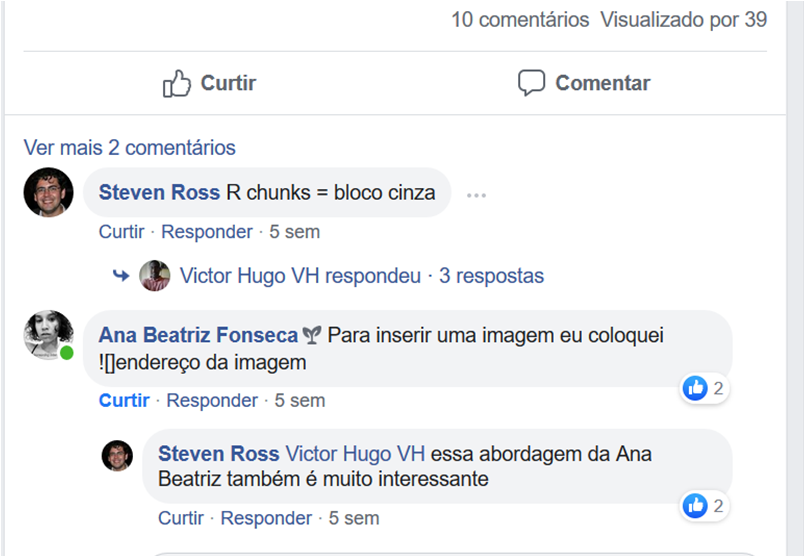 10 comentários Visualizado por 39
Curtir
Comentar
Ver mais 2 comentários
Steven Ross R chunks = bloco cinza
Curtir · Responder · 5 sem
Victor Hugo VH respondeu · 3 respostas
Ana Beatriz Fonseca Para inserir uma imagem eu coloquei
![]endereço da imagem
2
Curtir · Responder · 5 sem
Steven Ross Victor Hugo VH essa abordagem da Ana
Beatriz também é muito interessante
2
Curtir · Responder · 5 sem